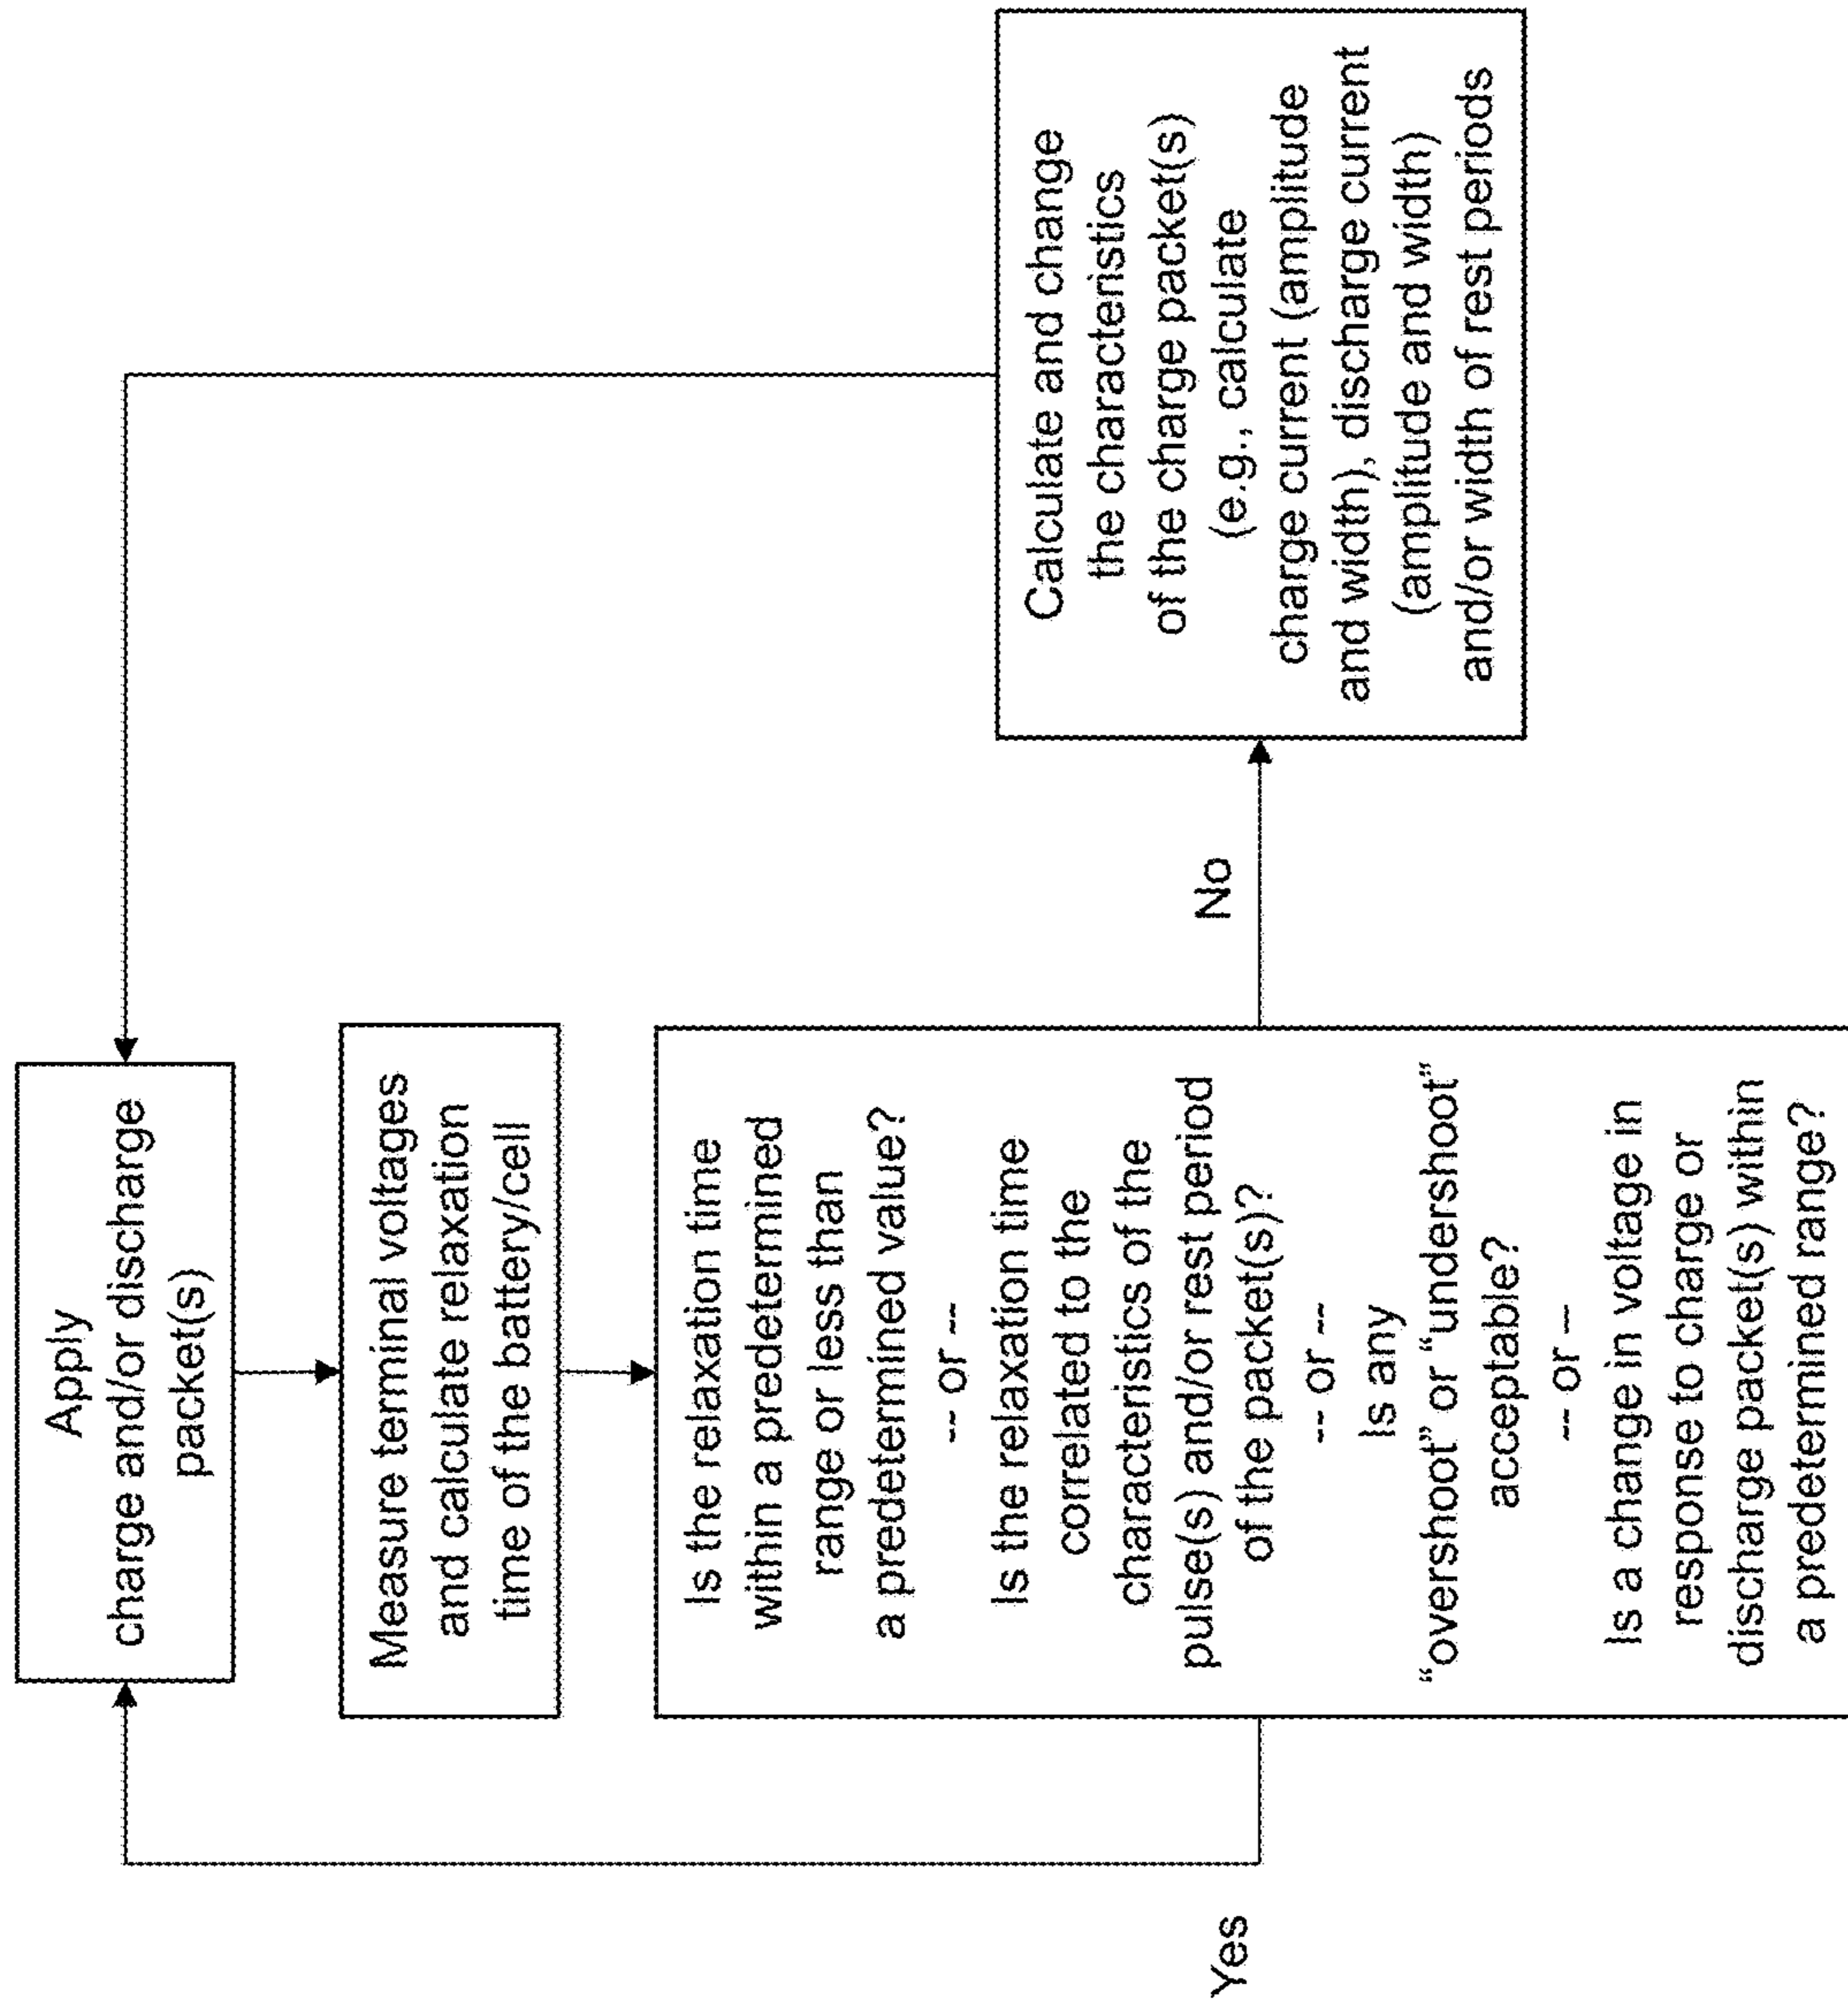 Apply
charge and/or discharge
packet(s)
Measure terminal voltages
and calculate relaxation
time of the battery/cell
Is the relaxation time
within a predetermined
range or less than
a predetermined value?
-- or --
Is the relaxation time
correlated to the
characteristics of the
pulse(s) and/or rest period
of the packet(s)?
-- or --
Is any
“overshoot” or “undershoot”
acceptable?
-- or --
Is a change in voltage in
response to charge or
discharge packet(s) within
a predetermined range?
Yes
No
Calculate and change
the characteristics
of the charge packet(s)
(e.g., calculate
charge current (amplitude
and width), discharge current
(amplitude and width)
and/or width of rest periods